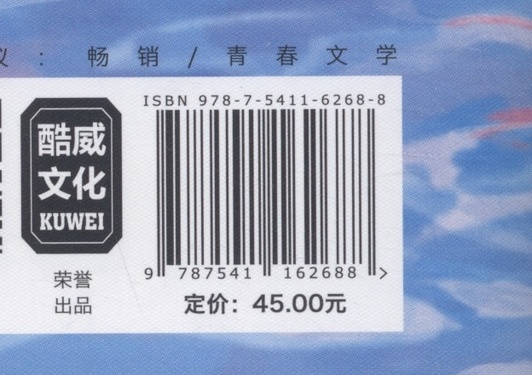 议：畅销/青春文学
ISBN 978-7-5411-6268-8
酷威
文化
KUWEI
荣誉
出品
9 787541 162688 >
定价：45.00元